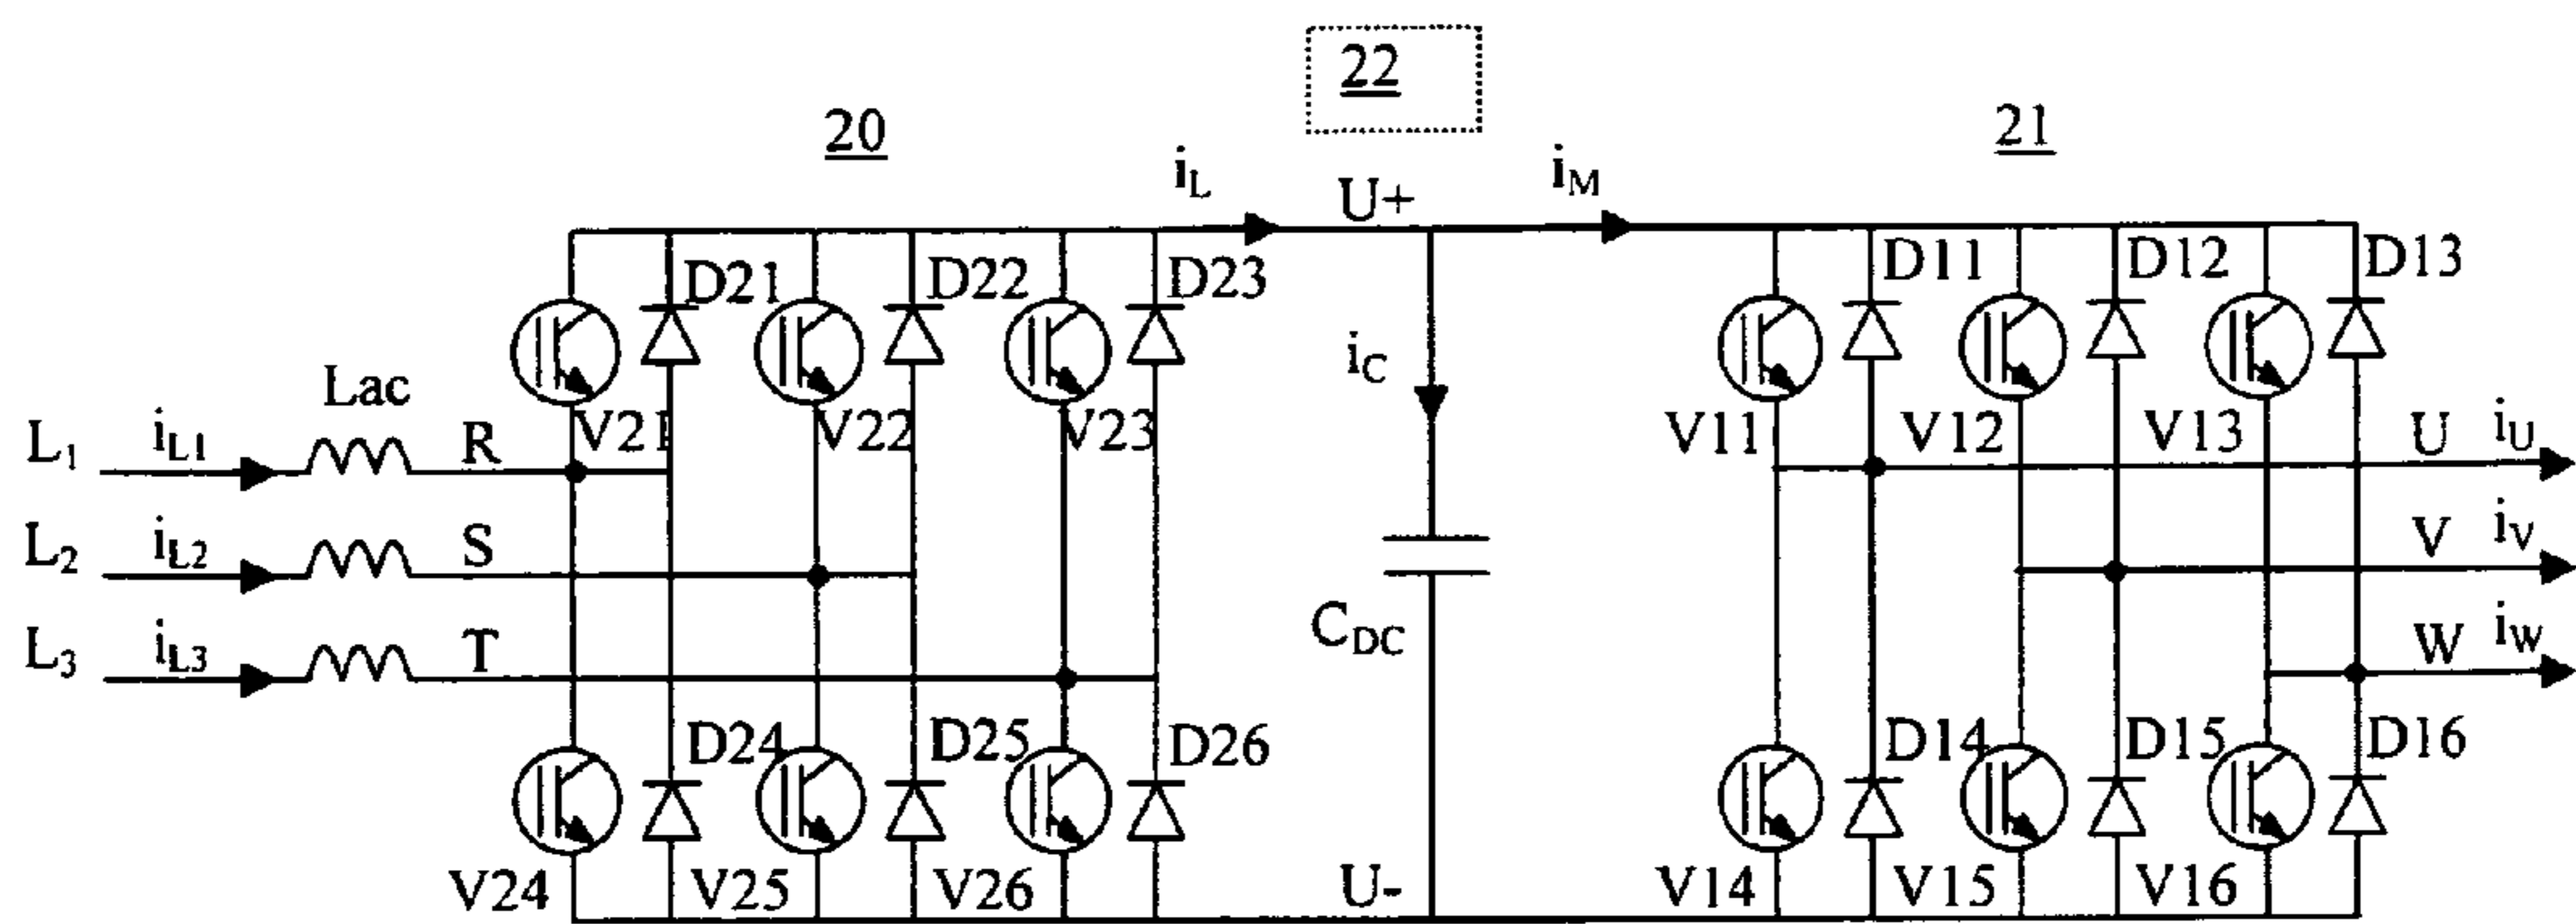 22
20
21
iL
U+
iM
D21
D22
D23
D11
D12
D13
Lac
iC
L1
iL1
R
V21
V22
V23
V11
V12
V13
U
iU
L2
iL2
S
V
iV
L3
iL3
T
CDC
W
iW
D24
D25
D26
D14
D15
D16
V24
V25
V26
U-
V14
V15
V16